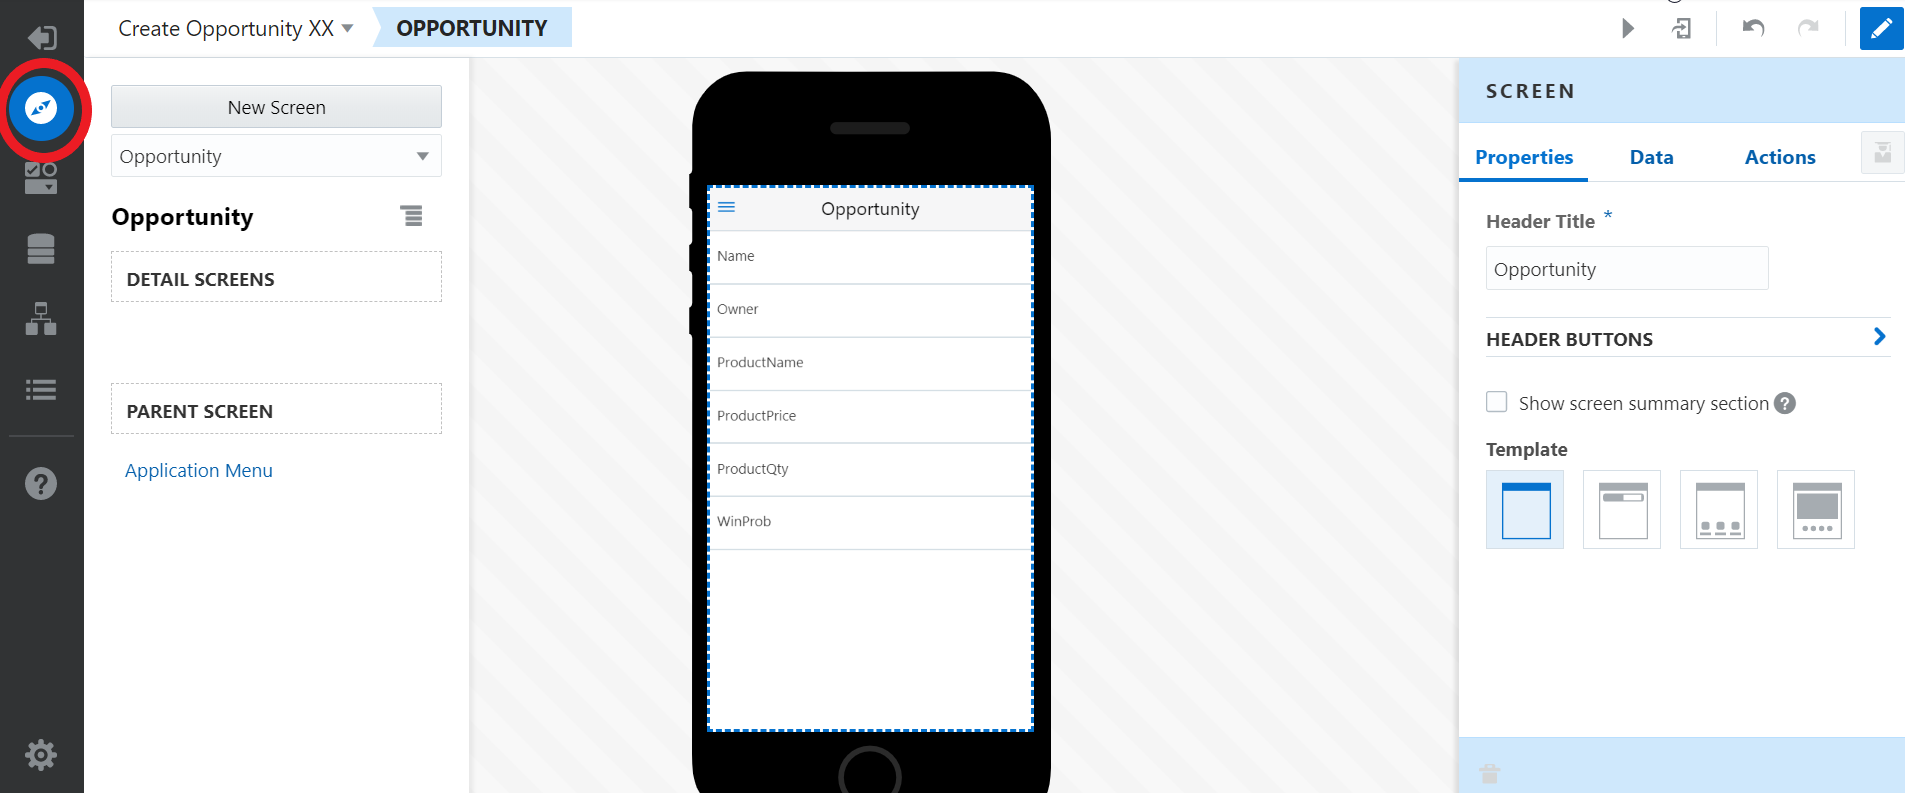 Create Opportunity XX
OPPORTUNITY
New Screen
Opportunity
Opportunity
DETAIL SCREENS
PARENT SCREEN
Application Menu
Opportunity
Name
Owner
ProductName
ProductPrice
ProductQty
WinProb
SCREEN
Properties Data Actions
Header Title *
Opportunity
HEADER BUTTONS
Show screen summary section ?
Template